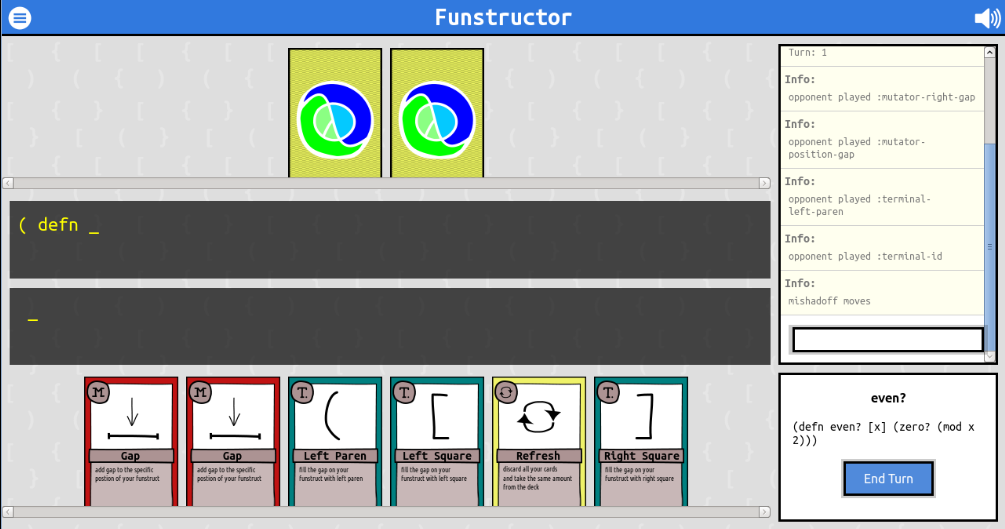 Funstructor
Turn: 1
Info:
opponent played :mutator-right-gap
Info:
opponent played :mutator-
position-gap
Info:
opponent played :terminal-
left-paren
Info:
opponent played :terminal-id
Info:
mishadoff moves
( defn _
_
M
Gap
add gap to the specific
postion of your funstruct
M
Gap
add gap to the specific
postion of your funstruct
T.
(
Left Paren
fill the gap on your
funstruct with left paren
T.
[
Left Square
fill the gap on your
funstruct with left square
Refresh
discard all your cards
and take the same amount
from the deck
T.
]
Right Square
fill the gap on your
funstruct with right square
even?
(defn even? [x] (zero? (mod x
2)))
End Turn